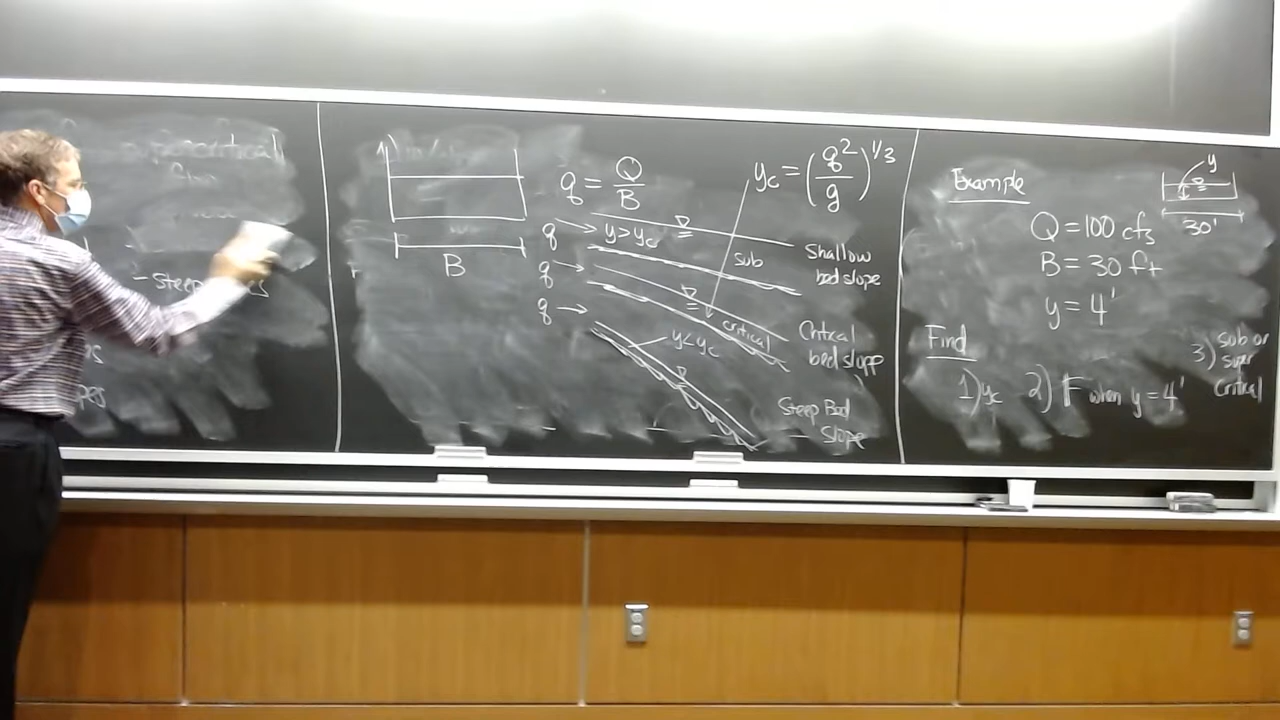 - steep
B
q = Q/B
y_c = (q²/g)^1/3
q → y > y_c
sub
Shallow
bed slope
q →
critical
Critical
bed slope
q →
y < y_c
Steep Bed
Slope
Example
y
30'
Q = 100 cfs
B = 30 ft
y = 4'
Find
1) y_c 2) F when y = 4'
3) sub or
super
critical